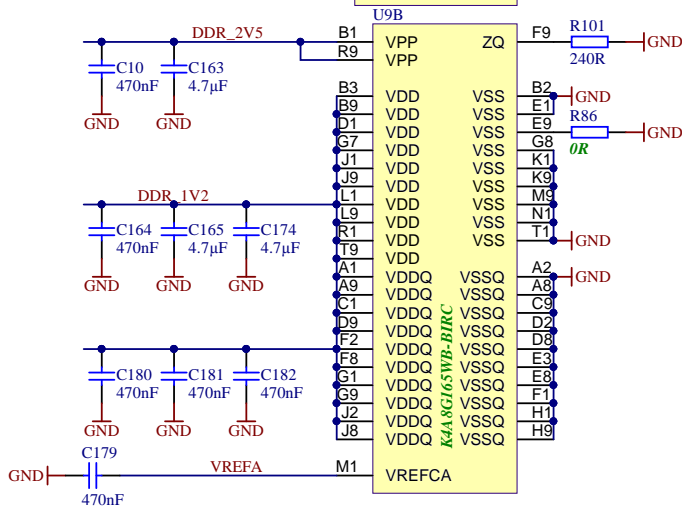 U9B
DDR_2V5 B1 VPP ZQ F9 R101 GND
R9 VPP 240R
C10 C163
470nF 4.7µF
GND GND
B3 VDD VSS B2 GND
B9 VDD VSS E1
D1 VDD VSS E9 R86 GND
G7 VDD VSS G8 0R
J1 VDD VSS K1
J9 VDD VSS K9
DDR_1V2 L1 VDD VSS M9
L9 VDD VSS N1
R1 VDD VSS T1 GND
T9 VDD
C164 C165 C174
470nF 4.7µF 4.7µF
GND GND GND
A1 VDDQ VSSQ A2 GND
A9 VDDQ VSSQ A8
C1 VDDQ VSSQ C9
D9 VDDQ VSSQ D2
F2 VDDQ VSSQ D8
F8 VDDQ VSSQ E3
G1 VDDQ VSSQ E8
G9 VDDQ VSSQ F1
J2 VDDQ VSSQ H1
J8 VDDQ VSSQ H9
K4A8G165WB-BIRC
C180 C181 C182
470nF 470nF 470nF
GND GND GND
C179
GND VREFA M1 VREFCA
470nF